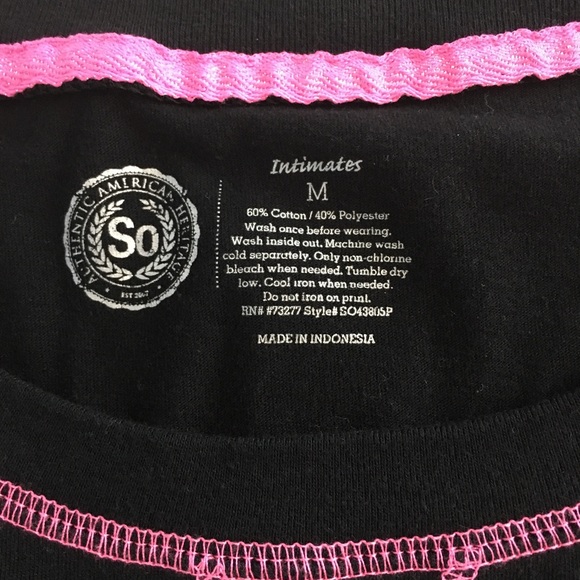 AUTHENTIC AMERICAN HERITAGE
So
EST 2007
Intimates
M
60% Cotton / 40% Polyester
Wash once before wearing.
Wash inside out. Machine wash
cold separately. Only non-chlorine
bleach when needed. Tumble dry
low. Cool iron when needed.
Do not iron on print.
RN# #73277 Style# SO43805P
MADE IN INDONESIA